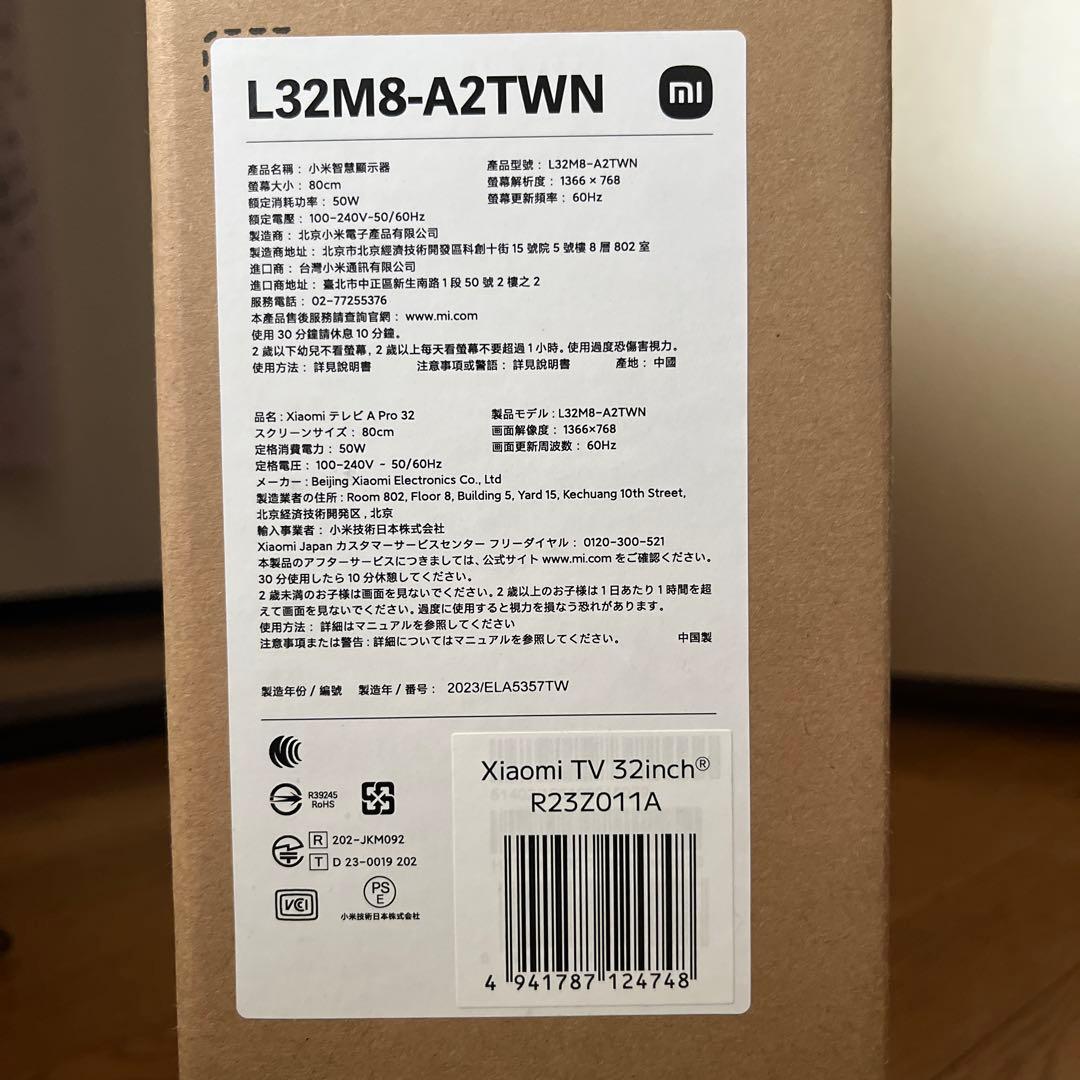 L32M8-A2TWN
mi
產品名稱：小米智慧顯示器 產品型號：L32M8-A2TWN
螢幕大小：80cm 螢幕解析度：1366 × 768
額定消耗功率：50W 螢幕更新頻率：60Hz
額定電壓：100-240V~50/60Hz
製造商：北京小米電子產品有限公司
製造商地址：北京市北京經濟技術開發區科創十街 15 號院 5 號樓 8 層 802 室
進口商：台灣小米通訊有限公司
進口商地址：臺北市中正區新生南路 1 段 50 號 2 樓之 2
服務電話：02-77255376
本產品售後服務請查詢官網：www.mi.com
使用 30 分鐘請休息 10 分鐘。
2 歲以下幼兒不看螢幕，2 歲以上每天看螢幕不要超過 1 小時。使用過度恐傷害視力。
使用方法：詳見說明書 注意事項或警語：詳見說明書 產地：中國
品名 : Xiaomi テレビ A Pro 32 製品モデル : L32M8-A2TWN
スクリーンサイズ：80cm 画面解像度：1366×768
定格消費電力：50W 画面更新周波数：60Hz
定格電圧：100-240V ~ 50/60Hz
メーカー : Beijing Xiaomi Electronics Co., Ltd
製造業者の住所 : Room 802, Floor 8, Building 5, Yard 15, Kechuang 10th Street,
北京経済技術開発区 , 北京
輸入事業者：小米技術日本株式会社
Xiaomi Japan カスタマーサービスセンター フリーダイヤル：0120-300-521
本製品のアフターサービスにつきましては、公式サイト www.mi.com をご確認ください。
30 分使用したら 10 分休憩してください。
2 歳未満のお子様は画面を見ないでください。2 歳以上のお子様は 1 日あたり 1 時間を超
えて画面を見ないでください。過度に使用すると視力を損なう恐れがあります。
使用方法：詳細はマニュアルを参照してください
注意事項または警告 : 詳細についてはマニュアルを参照してください。 中国製
製造年份 / 編號 製造年 / 番号：2023/ELA5357TW
R39245
RoHS
R 202-JKM092
T D 23-0019 202
VCI
PS
E
小米技術日本株式会社
Xiaomi TV 32inch®
R23Z011A
4 941787 124748